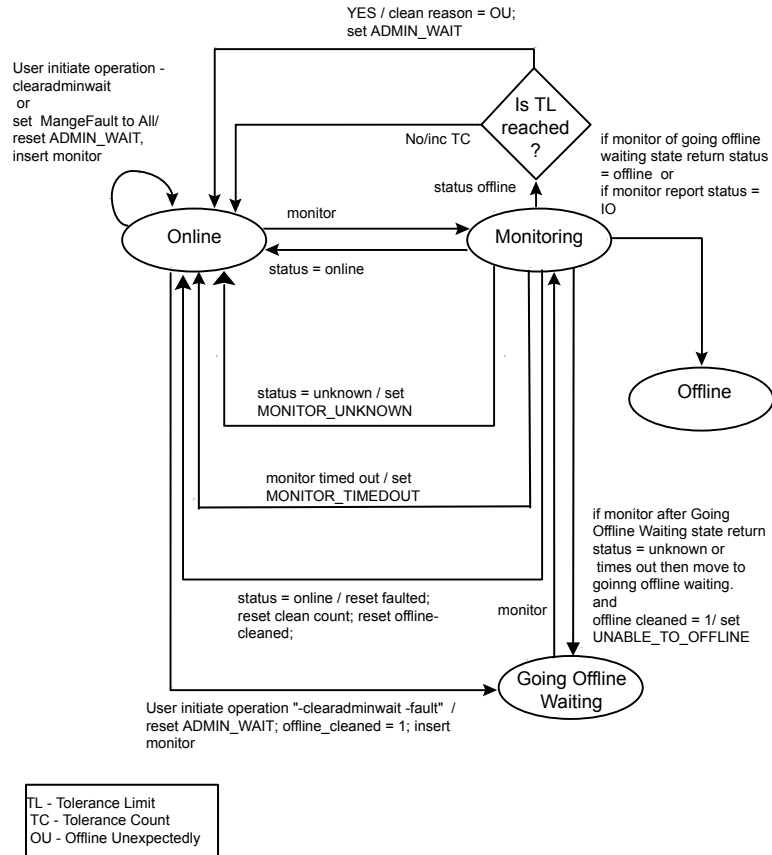 YES / clean reason = OU;
set ADMIN_WAIT
User initiate operation -
clearadminwait
or
set MangeFault to All/
reset ADMIN_WAIT,
insert monitor
Is TL
reached
?
No/inc TC
if monitor of going offline
waiting state return status
= offline or
if monitor report status =
IO
status offline
Online
monitor
Monitoring
status = online
Offline
status = unknown / set
MONITOR_UNKNOWN
monitor timed out / set
MONITOR_TIMEDOUT
if monitor after Going
Offline Waiting state return
status = unknown or
times out then move to
goinng offline waiting.
and
offline cleaned = 1/ set
UNABLE_TO_OFFLINE
status = online / reset faulted;
reset clean count; reset offline-
cleaned;
monitor
Going Offline
Waiting
User initiate operation "-clearadminwait -fault" /
reset ADMIN_WAIT; offline_cleaned = 1; insert
monitor
TL - Tolerance Limit
TC - Tolerance Count
OU - Offline Unexpectedly